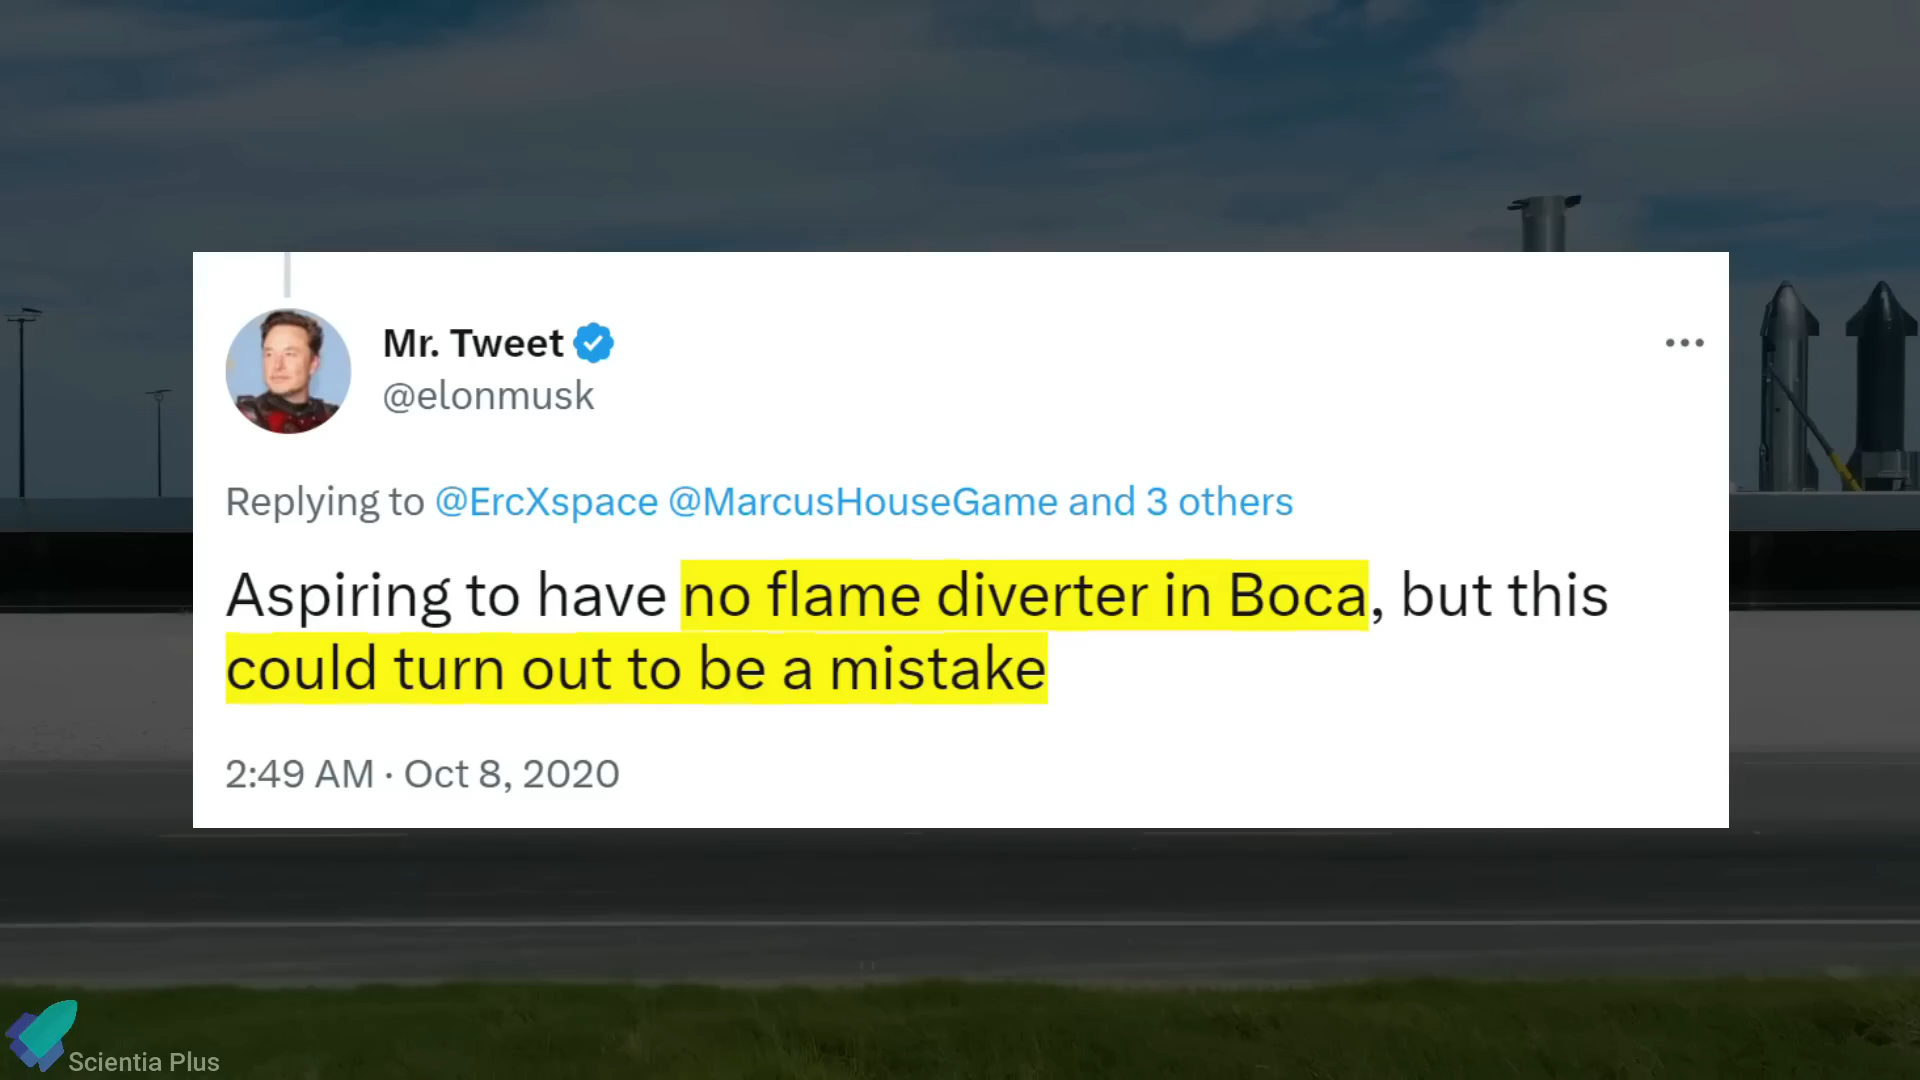 Mr. Tweet
@elonmusk
Replying to @ErcXspace @MarcusHouseGame and 3 others
Aspiring to have no flame diverter in Boca, but this
could turn out to be a mistake
2:49 AM · Oct 8, 2020
Scientia Plus